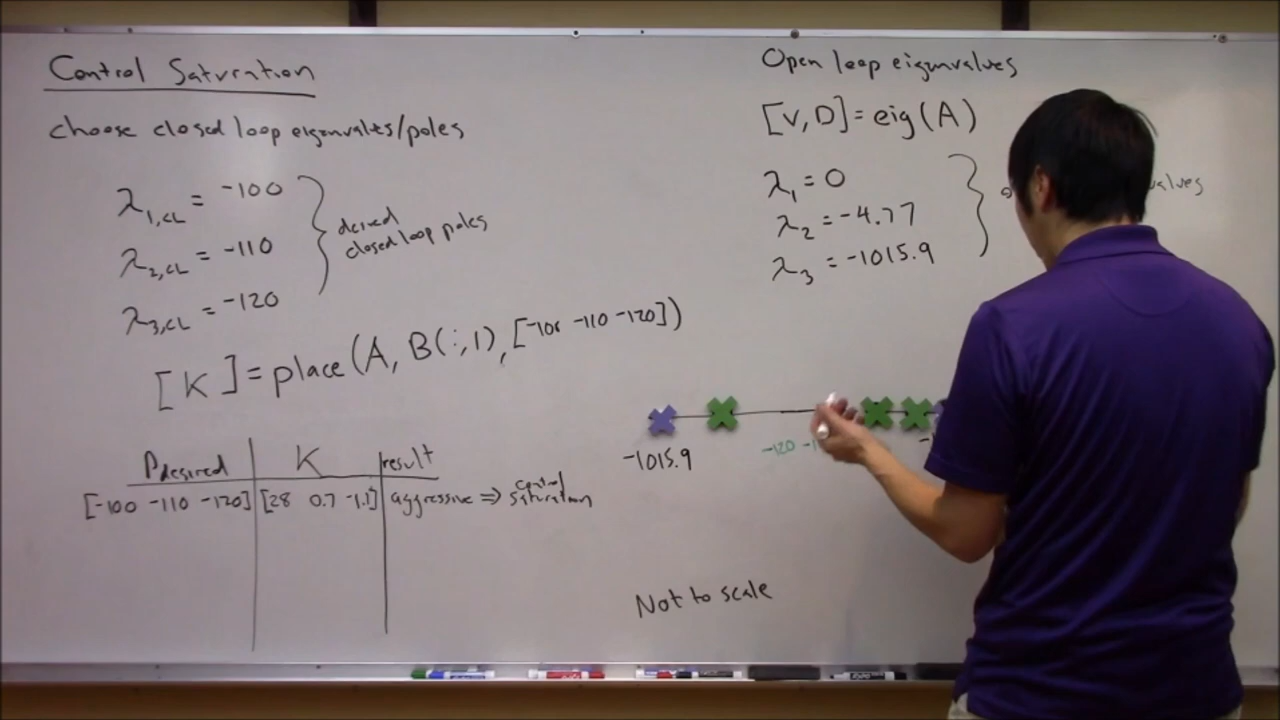 Control Saturation
choose closed loop eigenvalues/poles
λ1,CL = -100
λ2,CL = -110
λ3,CL = -120
desired
closed loop poles
[K] = place(A, B(:,1), [-100 -110 -120])
Pdesired K result
[-100 -110 -120] [28 0.7 -1.1] aggressive ⇒ control saturation
Open loop eigenvalues
[v,D] = eig(A)
λ1 = 0
λ2 = -4.77
λ3 = -1015.9
-1015.9
-120
Not to scale